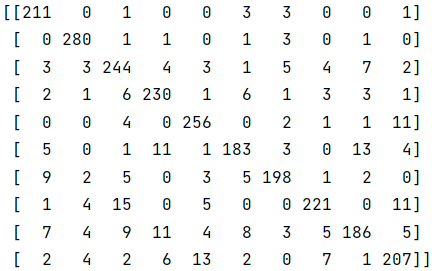 [[211 0 1 0 0 3 3 0 0 1]
[ 0 280 1 1 0 1 3 0 1 0]
[ 3 3 244 4 3 1 5 4 7 2]
[ 2 1 6 230 1 6 1 3 3 1]
[ 0 0 4 0 256 0 2 1 1 11]
[ 5 0 1 11 1 183 3 0 13 4]
[ 9 2 5 0 3 5 198 1 2 0]
[ 1 4 15 0 5 0 0 221 0 11]
[ 7 4 9 11 4 8 3 5 186 5]
[ 2 4 2 6 13 2 0 7 1 207]]